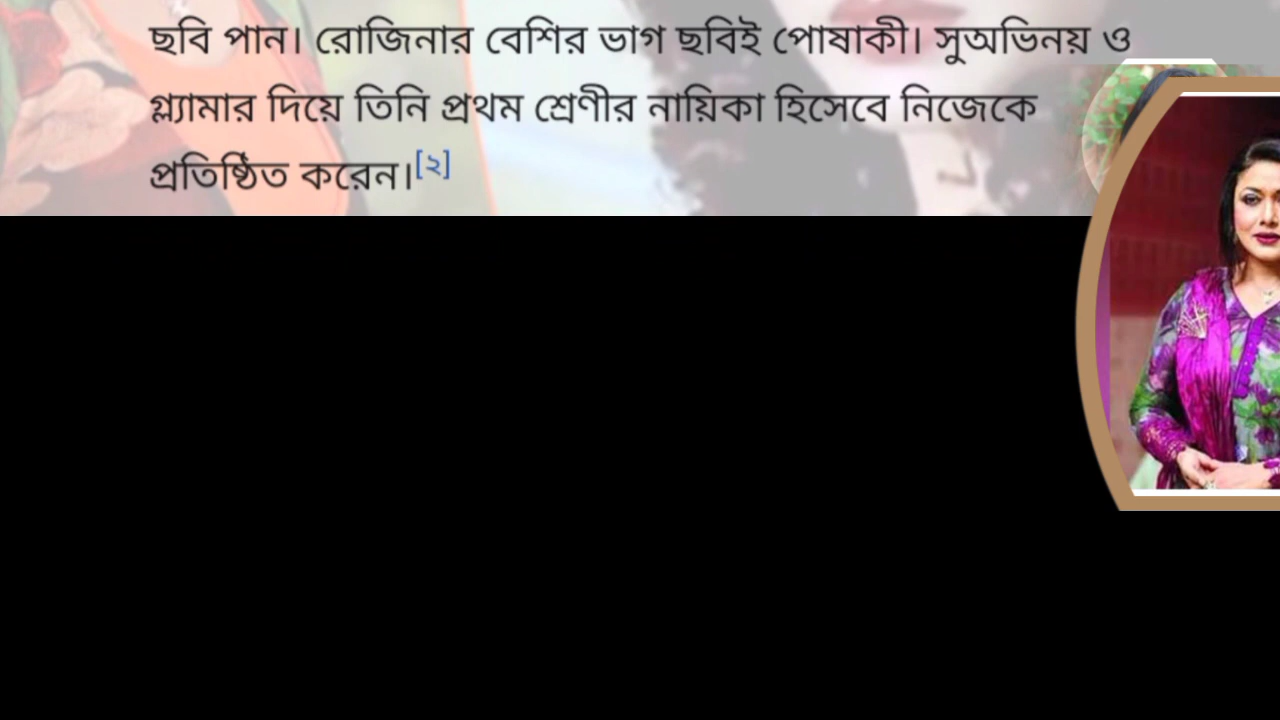 ছবি পান। রোজিনার বেশির ভাগ ছবিই পোষাকী। সুঅভিনয় ও
গ্ল্যামার দিয়ে তিনি প্রথম শ্রেণীর নায়িকা হিসেবে নিজেকে
প্রতিষ্ঠিত করেন।[২]